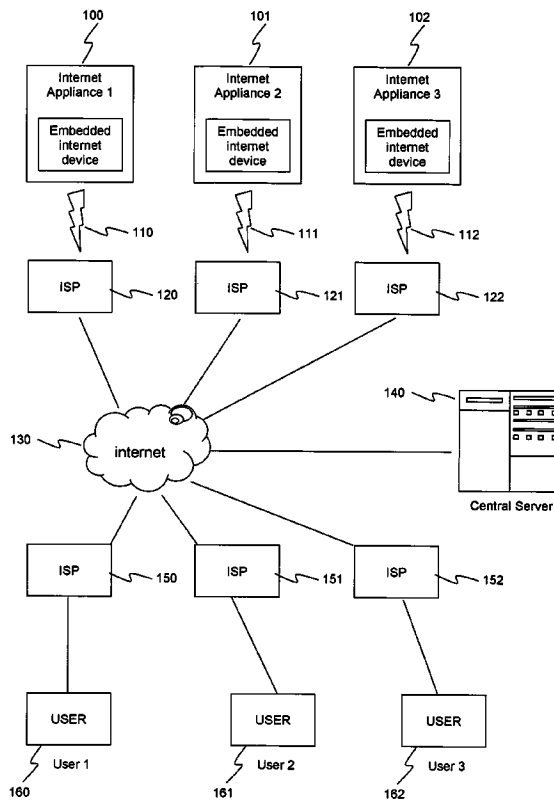 100
101
102
Internet
Appliance 1
Internet
Appliance 2
Internet
Appliance 3
Embedded
internet
device
Embedded
internet
device
Embedded
internet
device
110
111
112
ISP
120
ISP
121
ISP
122
140
130
internet
Central Server
ISP
150
ISP
151
ISP
152
USER
USER
USER
160
User 1
161
User 2
162
User 3